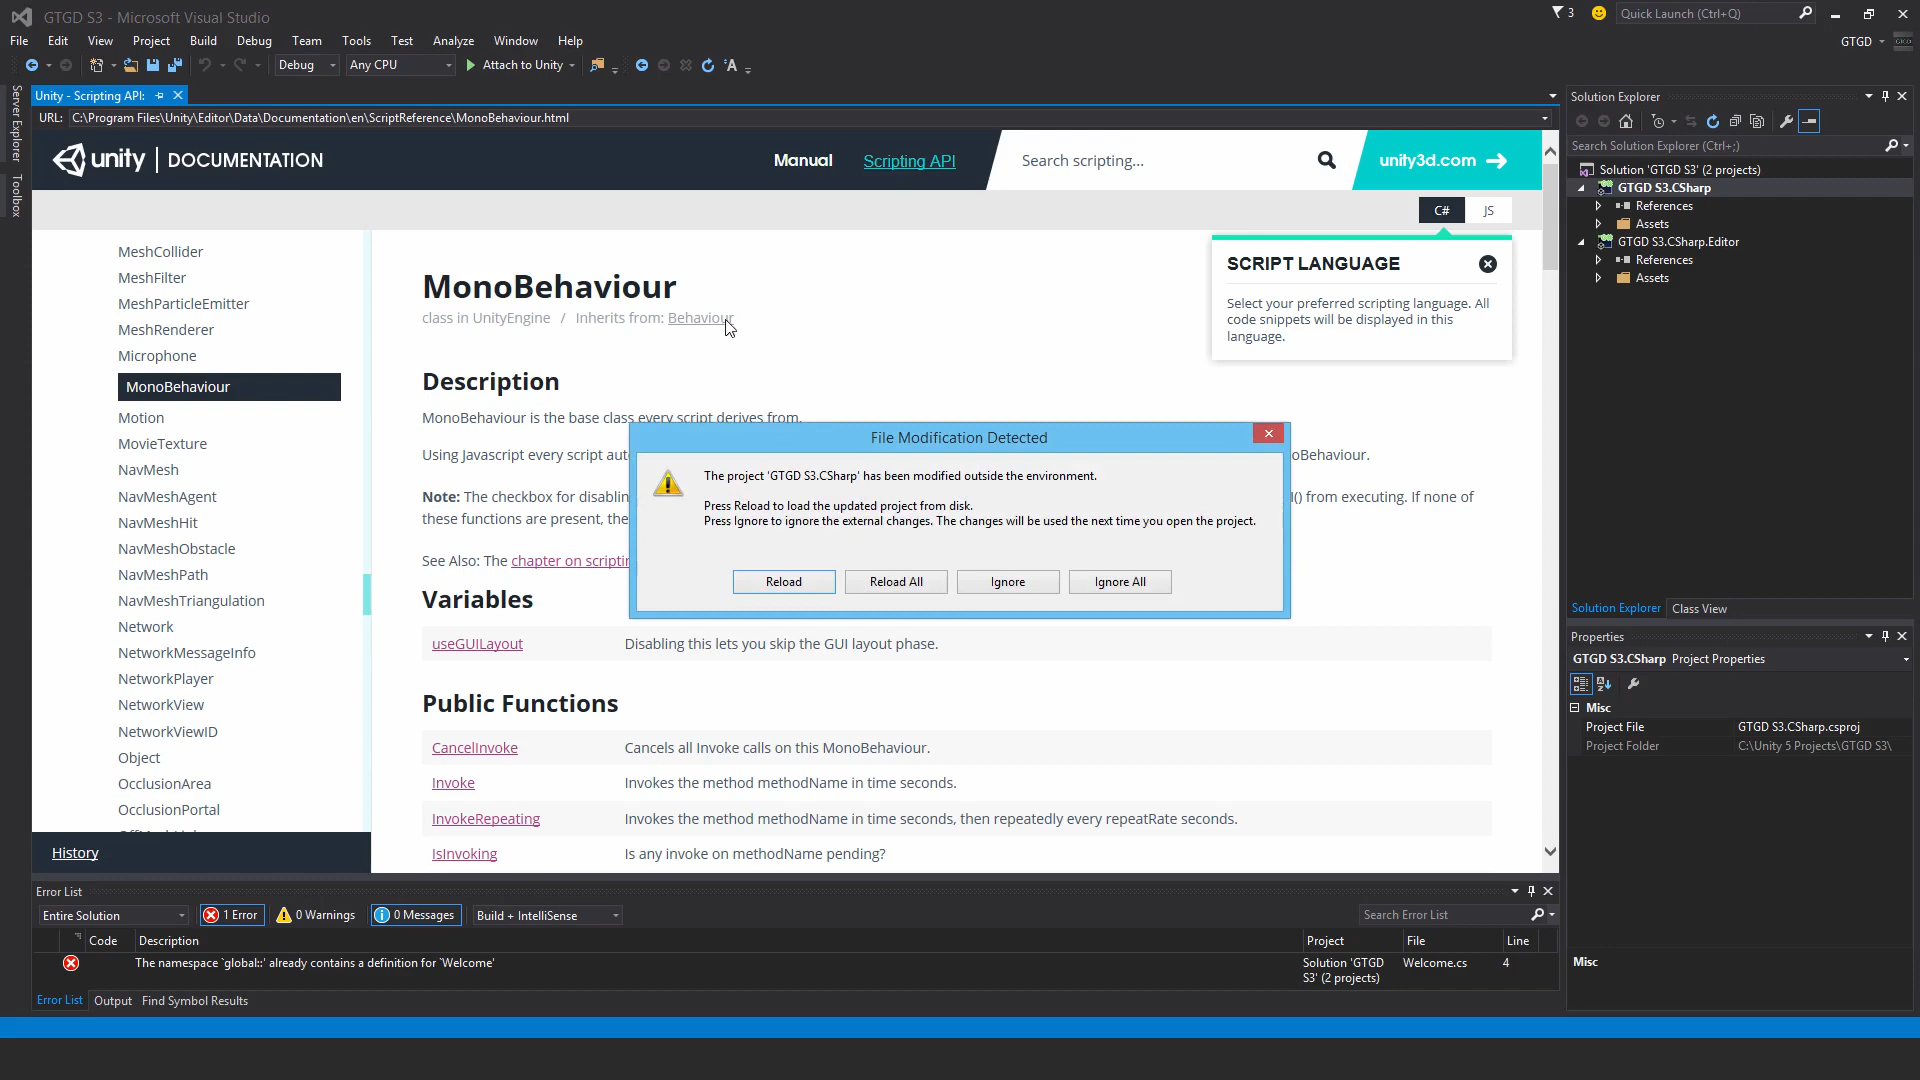 GTGD S3 - Microsoft Visual Studio
3
Quick Launch (Ctrl+Q)
File Edit View Project Build Debug Team Tools Test Analyze Window Help
GTGD
Debug Any CPU Attach to Unity
Server Explorer
Toolbox
Unity - Scripting API:
URL: C:\Program Files\Unity\Editor\Data\Documentation\en\ScriptReference\MonoBehaviour.html
unity | DOCUMENTATION
Manual Scripting API
Search scripting...
unity3d.com
C# JS
SCRIPT LANGUAGE
Select your preferred scripting language. All
code snippets will be displayed in this
language.
MeshCollider
MeshFilter
MeshParticleEmitter
MeshRenderer
Microphone
MonoBehaviour
Motion
MovieTexture
NavMesh
NavMeshAgent
NavMeshHit
NavMeshObstacle
NavMeshPath
NavMeshTriangulation
Network
NetworkMessageInfo
NetworkPlayer
NetworkView
NetworkViewID
Object
OcclusionArea
OcclusionPortal
History
MonoBehaviour
class in UnityEngine / Inherits from: Behaviour
Description
MonoBehaviour is the base class every script derives from.
Using Javascript every script aut
oBehaviour.
Note: The checkbox for disablin
() from executing. If none of
these functions are present, the
See Also: The chapter on scriptin
Variables
useGUILayout Disabling this lets you skip the GUI layout phase.
Public Functions
CancelInvoke Cancels all Invoke calls on this MonoBehaviour.
Invoke Invokes the method methodName in time seconds.
InvokeRepeating Invokes the method methodName in time seconds, then repeatedly every repeatRate seconds.
IsInvoking Is any invoke on methodName pending?
File Modification Detected
The project 'GTGD S3.CSharp' has been modified outside the environment.
Press Reload to load the updated project from disk.
Press Ignore to ignore the external changes. The changes will be used the next time you open the project.
Reload Reload All Ignore Ignore All
Solution Explorer
Search Solution Explorer (Ctrl+;)
Solution 'GTGD S3' (2 projects)
GTGD S3.CSharp
References
Assets
GTGD S3.CSharp.Editor
References
Assets
Solution Explorer Class View
Properties
GTGD S3.CSharp Project Properties
Misc
Project File GTGD S3.CSharp.csproj
Project Folder C:\Unity 5 Projects\GTGD S3\
Misc
Error List
Entire Solution 1 Error 0 Warnings 0 Messages Build + IntelliSense Search Error List
Code Description Project File Line
The namespace `global::' already contains a definition for `Welcome' Solution 'GTGD Welcome.cs 4
S3' (2 projects)
Error List Output Find Symbol Results